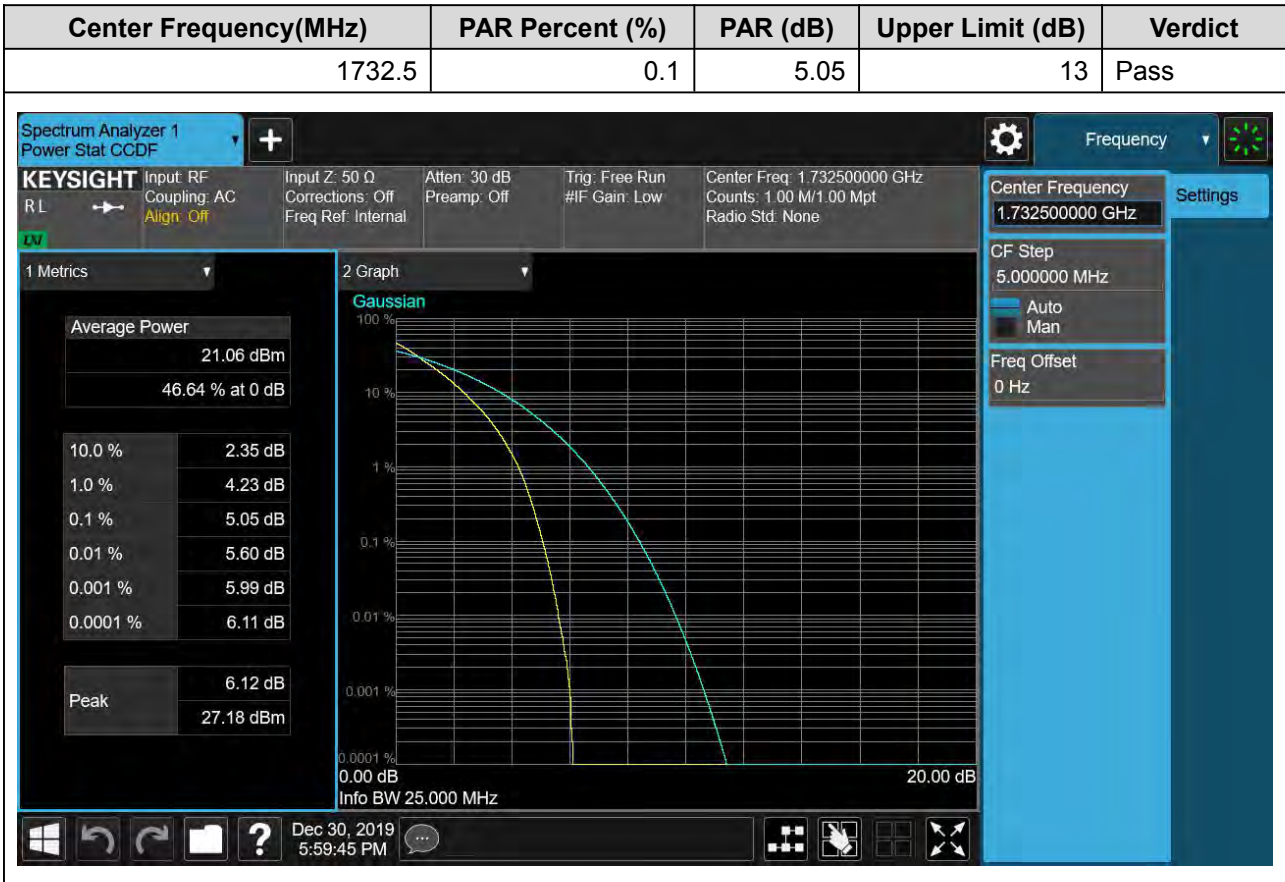 Center Frequency(MHz) PAR Percent (%) PAR (dB) Upper Limit (dB) Verdict
1732.5 0.1 5.05 13 Pass
Spectrum Analyzer 1
Power Stat CCDF
Frequency
KEYSIGHT
R L
Input: RF
Coupling: AC
Align: Off
Input Z: 50 Ω
Corrections: Off
Freq Ref: Internal
Atten: 30 dB
Preamp: Off
Trig: Free Run
#IF Gain: Low
Center Freq: 1.732500000 GHz
Counts: 1.00 M/1.00 Mpt
Radio Std: None
Center Frequency
1.732500000 GHz
Settings
CF Step
5.000000 MHz
Auto
Man
Freq Offset
0 Hz
1 Metrics
Average Power
21.06 dBm
46.64 % at 0 dB
10.0 % 2.35 dB
1.0 % 4.23 dB
0.1 % 5.05 dB
0.01 % 5.60 dB
0.001 % 5.99 dB
0.0001 % 6.11 dB
Peak
6.12 dB
27.18 dBm
2 Graph
Gaussian
100 %
10 %
1 %
0.1 %
0.01 %
0.001 %
0.0001 %
0.00 dB 20.00 dB
Info BW 25.000 MHz
?
Dec 30, 2019
5:59:45 PM